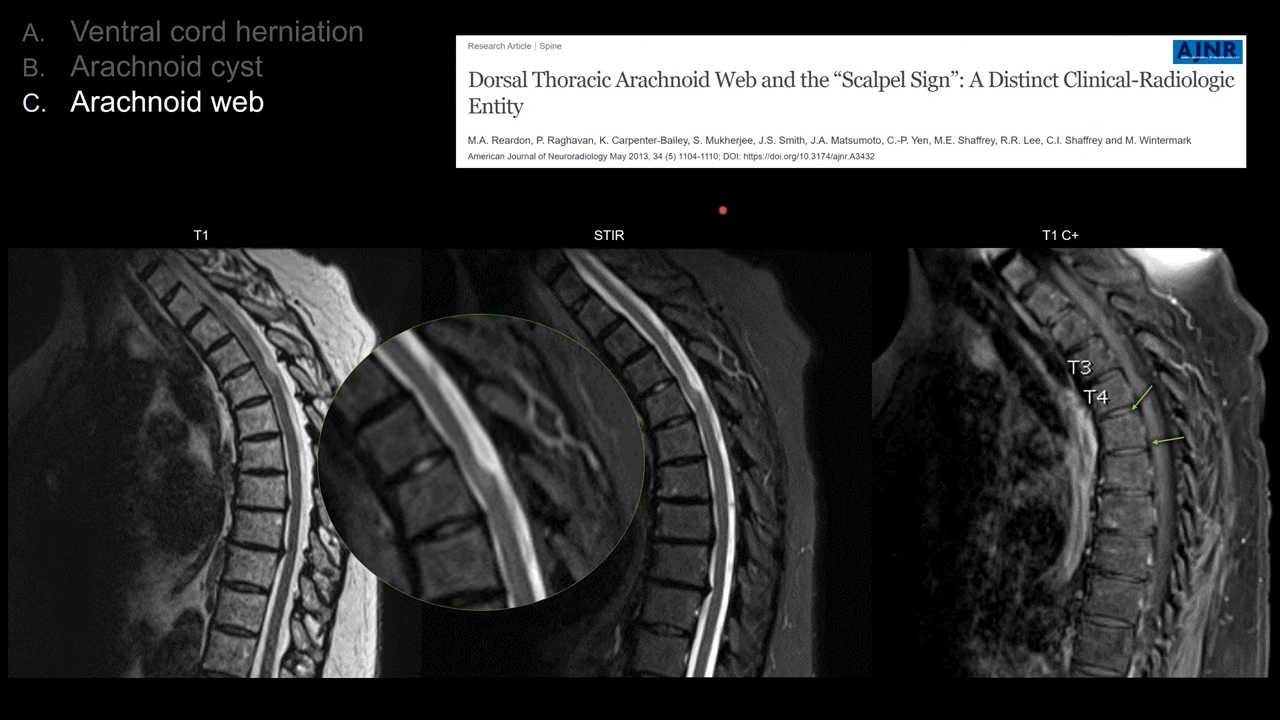 A. Ventral cord herniation
B. Arachnoid cyst
C. Arachnoid web
Research Article | Spine
AJNR
Dorsal Thoracic Arachnoid Web and the “Scalpel Sign”: A Distinct Clinical-Radiologic
Entity
M.A. Reardon, P. Raghavan, K. Carpenter-Bailey, S. Mukherjee, J.S. Smith, J.A. Matsumoto, C.-P. Yen, M.E. Shaffrey, R.R. Lee, C.I. Shaffrey and M. Wintermark
American Journal of Neuroradiology May 2013, 34 (5) 1104-1110; DOI: https://doi.org/10.3174/ajnr.A3432
T1
STIR
T1 C+
T3
T4